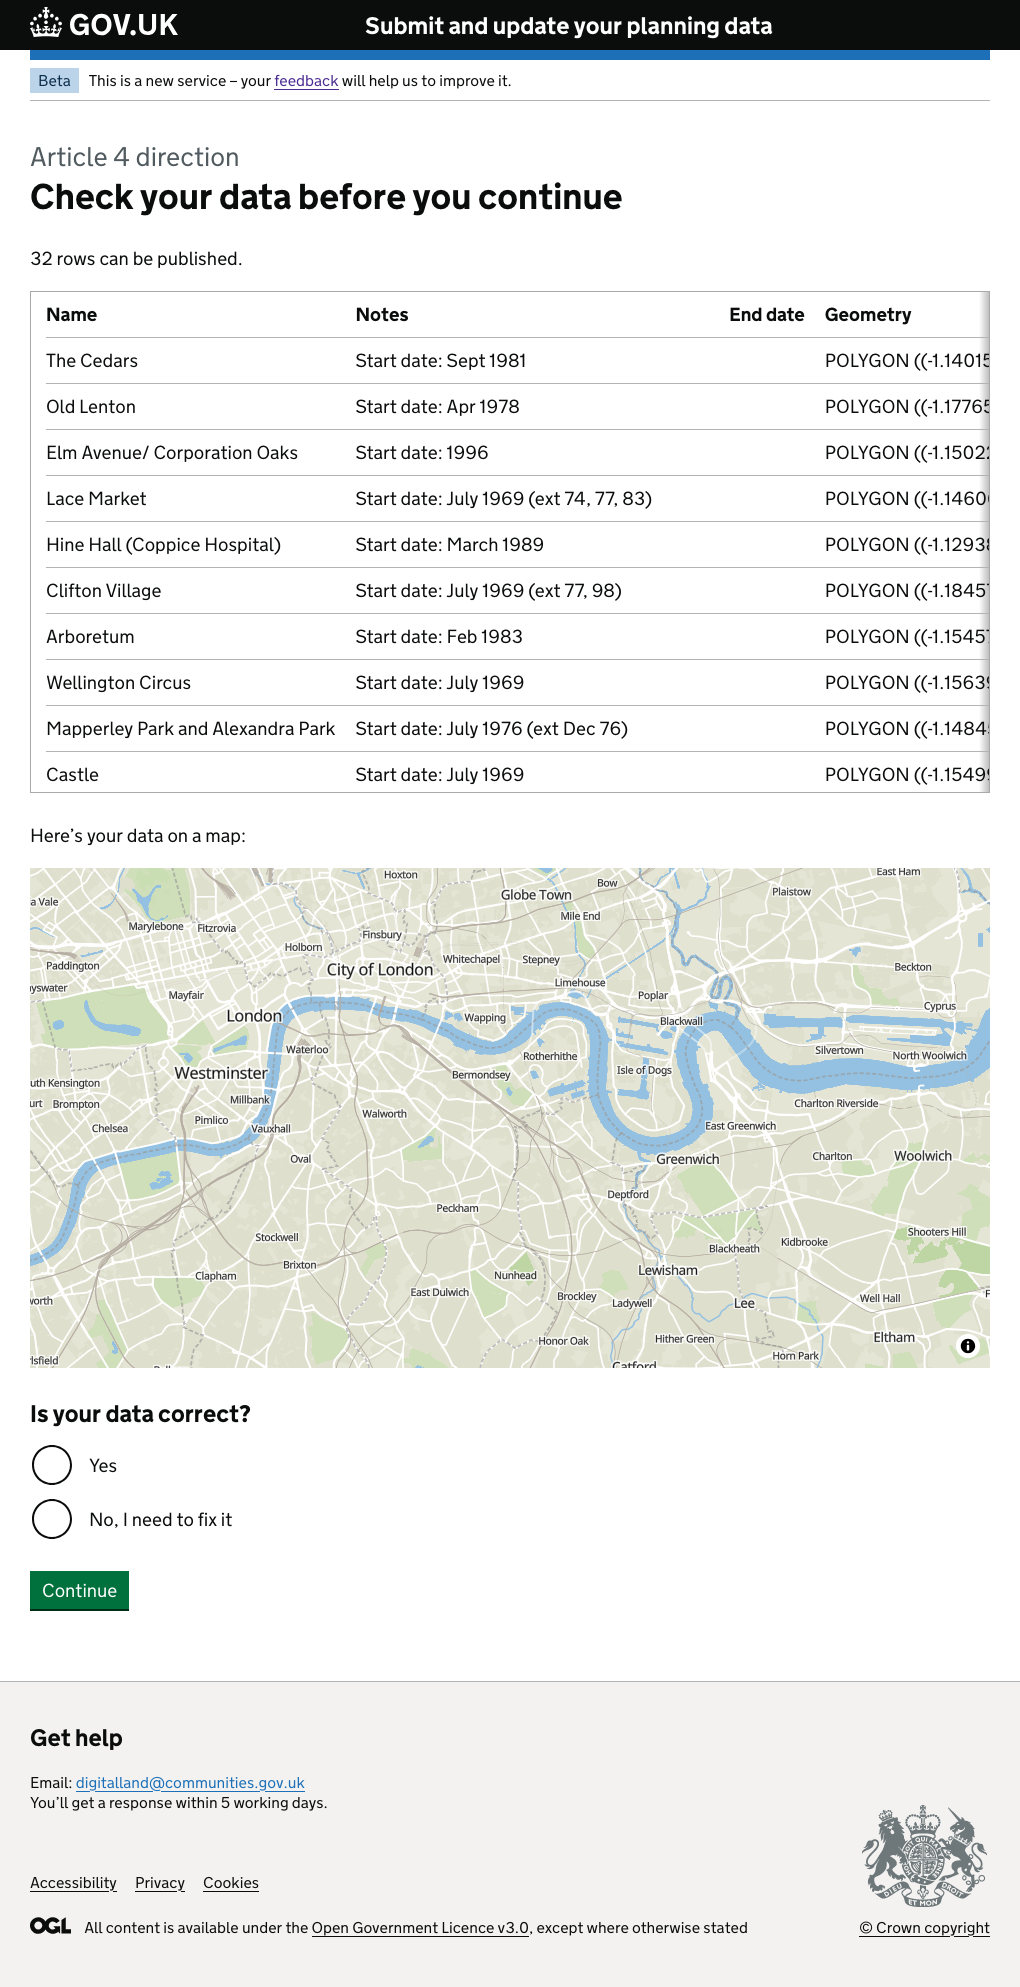 GOV.UK Submit and update your planning data
Beta This is a new service – your feedback will help us to improve it.
Article 4 direction
Check your data before you continue
32 rows can be published.
Name Notes End date Geometry
The Cedars Start date: Sept 1981 POLYGON ((-1.14015
Old Lenton Start date: Apr 1978 POLYGON ((-1.17765
Elm Avenue/ Corporation Oaks Start date: 1996 POLYGON ((-1.15022
Lace Market Start date: July 1969 (ext 74, 77, 83) POLYGON ((-1.1460
Hine Hall (Coppice Hospital) Start date: March 1989 POLYGON ((-1.12938
Clifton Village Start date: July 1969 (ext 77, 98) POLYGON ((-1.18457
Arboretum Start date: Feb 1983 POLYGON ((-1.15457
Wellington Circus Start date: July 1969 POLYGON ((-1.15639
Mapperley Park and Alexandra Park Start date: July 1976 (ext Dec 76) POLYGON ((-1.14845
Castle Start date: July 1969 POLYGON ((-1.15499
Here’s your data on a map:
Hoxton
Globe Town
Bow
Plaistow
East Ham
a Vale
Marylebone
Fitzrovia
Finsbury
Mile End
Holborn
Paddington
City of London
Whitechapel
Stepney
Beckton
yswater
Mayfair
Limehouse
Poplar
Cyprus
London
Wapping
Blackwall
Waterloo
Rotherhithe
Silvertown
North Woolwich
Westminster
Bermondsey
Isle of Dogs
uth Kensington
urt
Brompton
Millbank
Walworth
Charlton Riverside
Chelsea
Pimlico
Vauxhall
East Greenwich
Oval
Greenwich
Charlton
Woolwich
Deptford
Peckham
Stockwell
Blackheath
Kidbrooke
Shooters Hill
Clapham
Brixton
Nunhead
Lewisham
worth
East Dulwich
Brockley
Ladywell
Lee
Well Hall
Honor Oak
Hither Green
Eltham
lsfield
Catford
Horn Park
Is your data correct?
Yes
No, I need to fix it
Continue
Get help
Email: digitalland@communities.gov.uk
You’ll get a response within 5 working days.
Accessibility Privacy Cookies
OGL All content is available under the Open Government Licence v3.0, except where otherwise stated
© Crown copyright